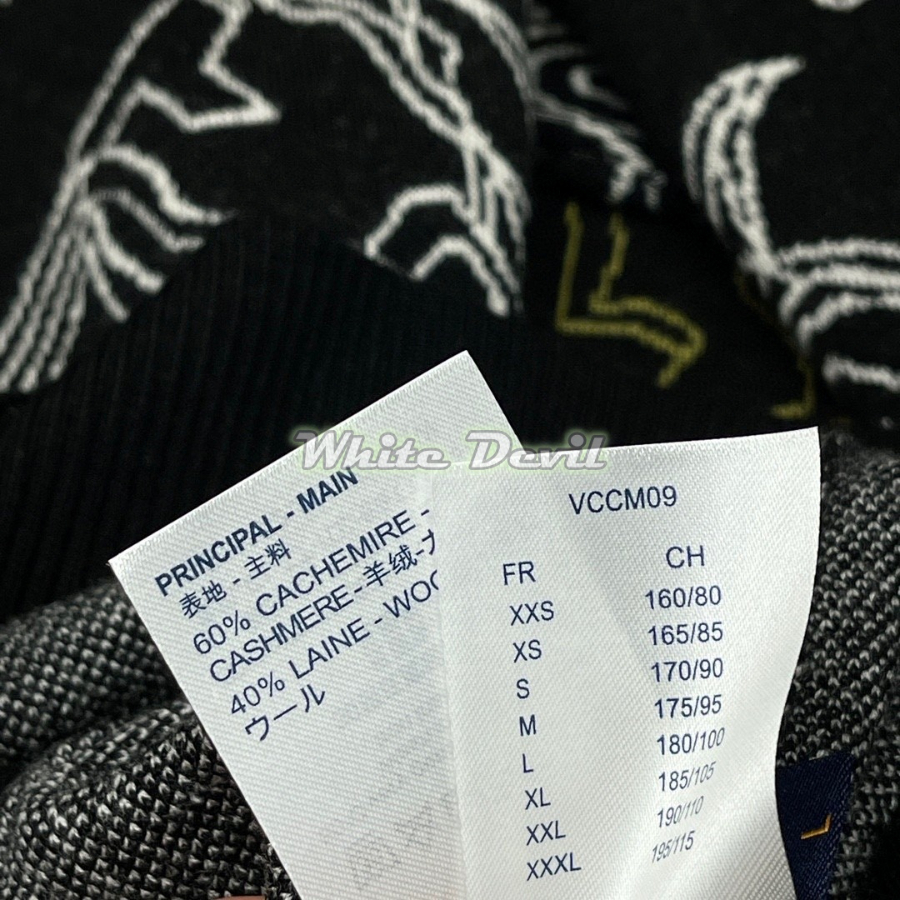 White Devil
PRINCIPAL - MAIN
表地 - 主料
60% CACHEMIRE -
CASHMERE-羊绒-
40% LAINE -
ウール
VCCM09
FR CH
XXS 160/80
XS 165/85
S 170/90
M 175/95
L 180/100
XL 185/105
XXL 190/110
XXXL 195/115